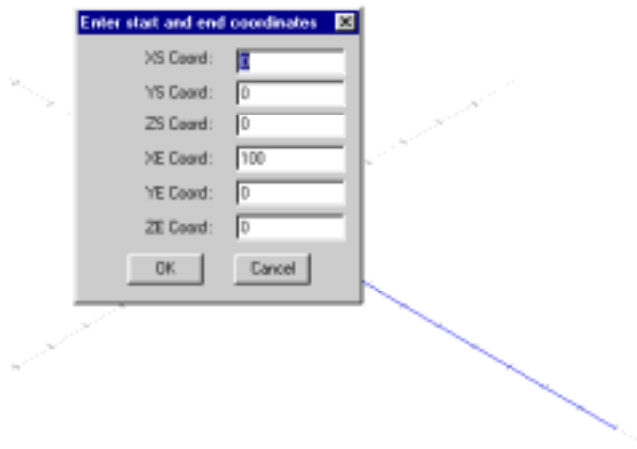 Enter start and end coordinates
XS Coord: 0
YS Coord: 0
ZS Coord: 0
XE Coord: 100
YE Coord: 0
ZE Coord: 0
OK Cancel